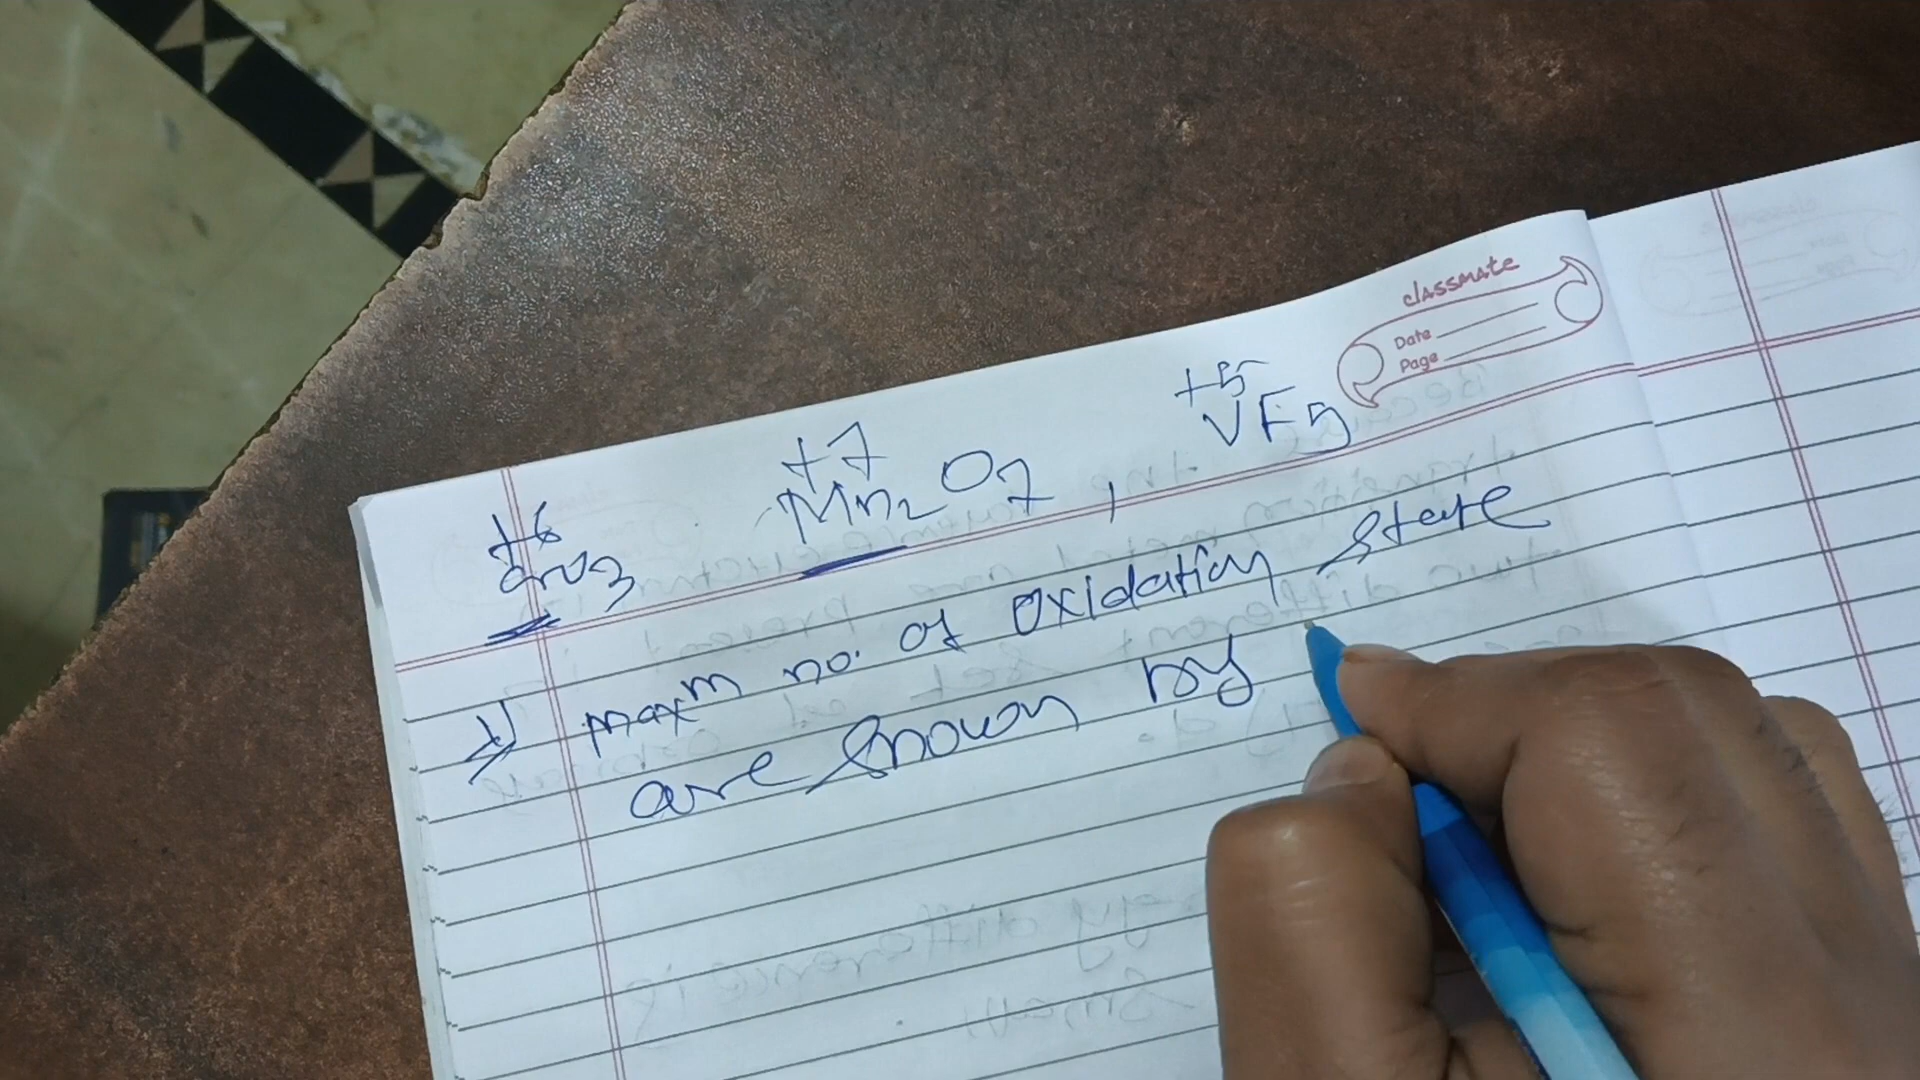 classmate
Date
Page
+5
VF5
+7
Mn2O7,
+6
CrO3
1) maxm no. of oxidation state
are shown by